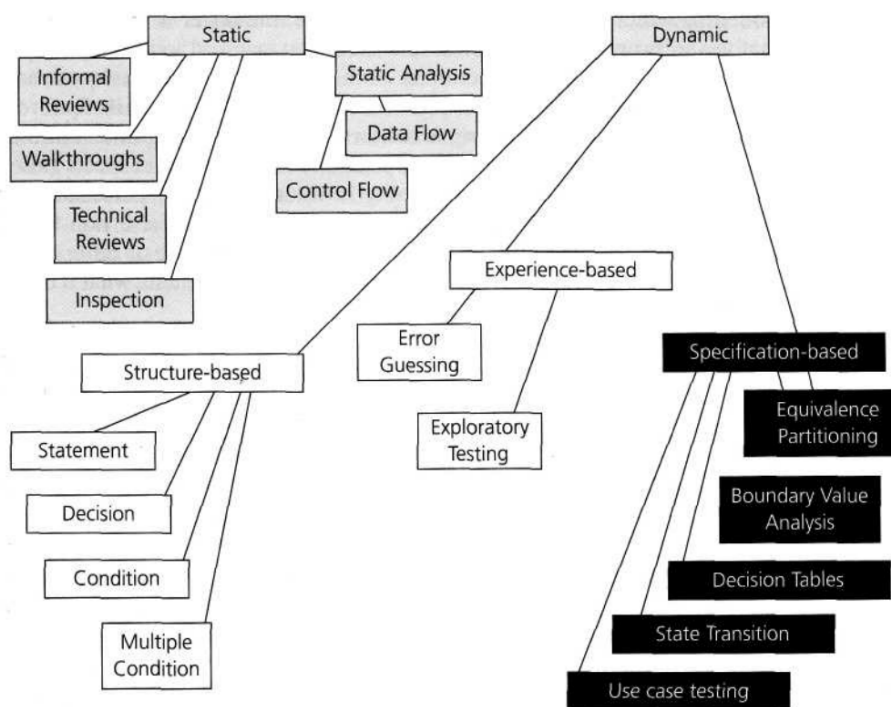 Static
Informal
Reviews
Walkthroughs
Technical
Reviews
Inspection
Static Analysis
Data Flow
Control Flow
Dynamic
Structure-based
Statement
Decision
Condition
Multiple
Condition
Experience-based
Error
Guessing
Exploratory
Testing
Specification-based
Equivalence
Partitioning
Boundary Value
Analysis
Decision Tables
State Transition
Use case testing